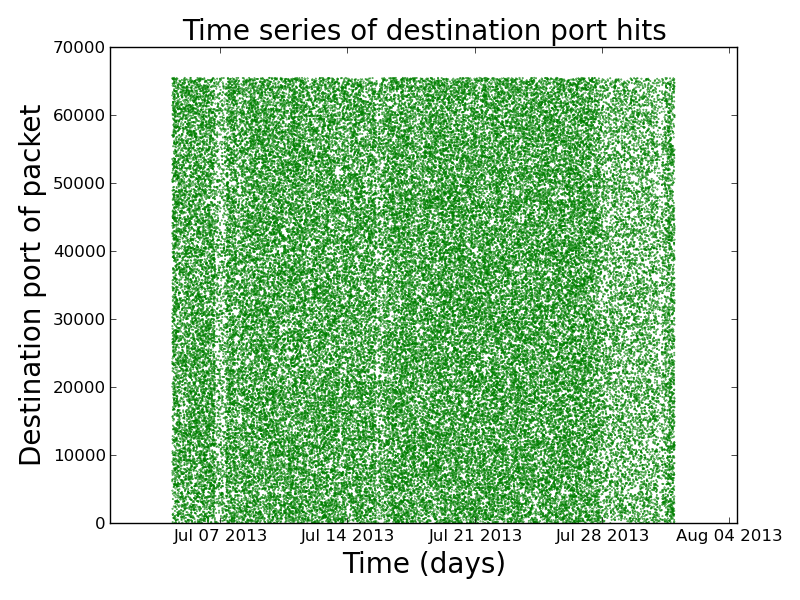 Time series of destination port hits
Destination port of packet
70000
60000
50000
40000
30000
20000
10000
0
Jul 07 2013 Jul 14 2013 Jul 21 2013 Jul 28 2013 Aug 04 2013
Time (days)